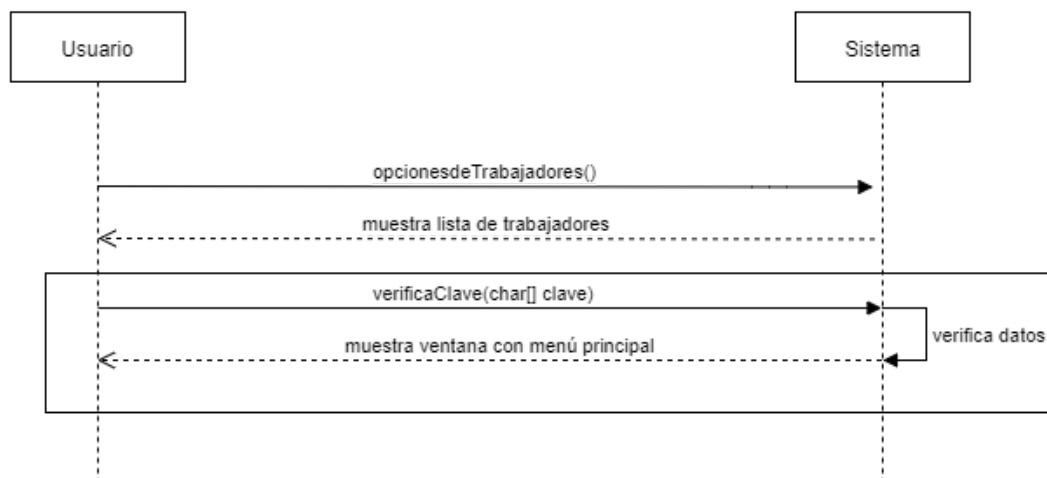 Usuario
Sistema
opcionesdeTrabajadores()
muestra lista de trabajadores
verificaClave(char[] clave)
verifica datos
muestra ventana con menú principal